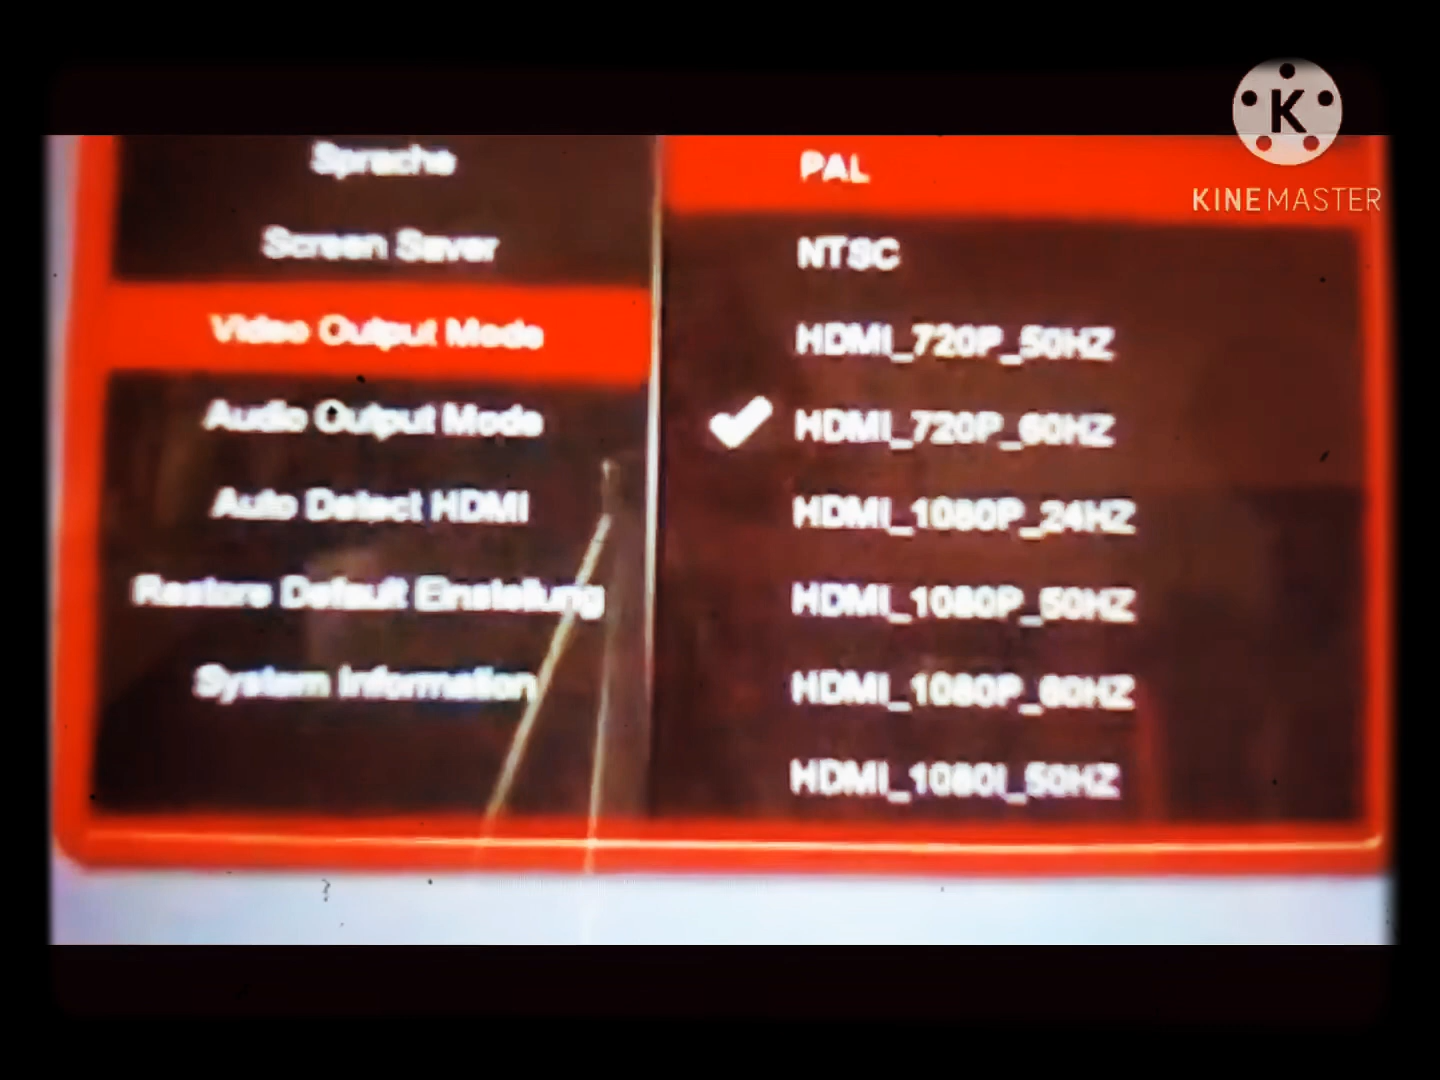 K
KINEMASTER
Sprache
Screen Saver
Video Output Mode
Audio Output Mode
Auto Detect HDMI
Restore Default Einstellung
System Information
PAL
NTSC
HDMI_720P_50HZ
HDMI_720P_60HZ
HDMI_1080P_24HZ
HDMI_1080P_50HZ
HDMI_1080P_60HZ
HDMI_1080I_50HZ